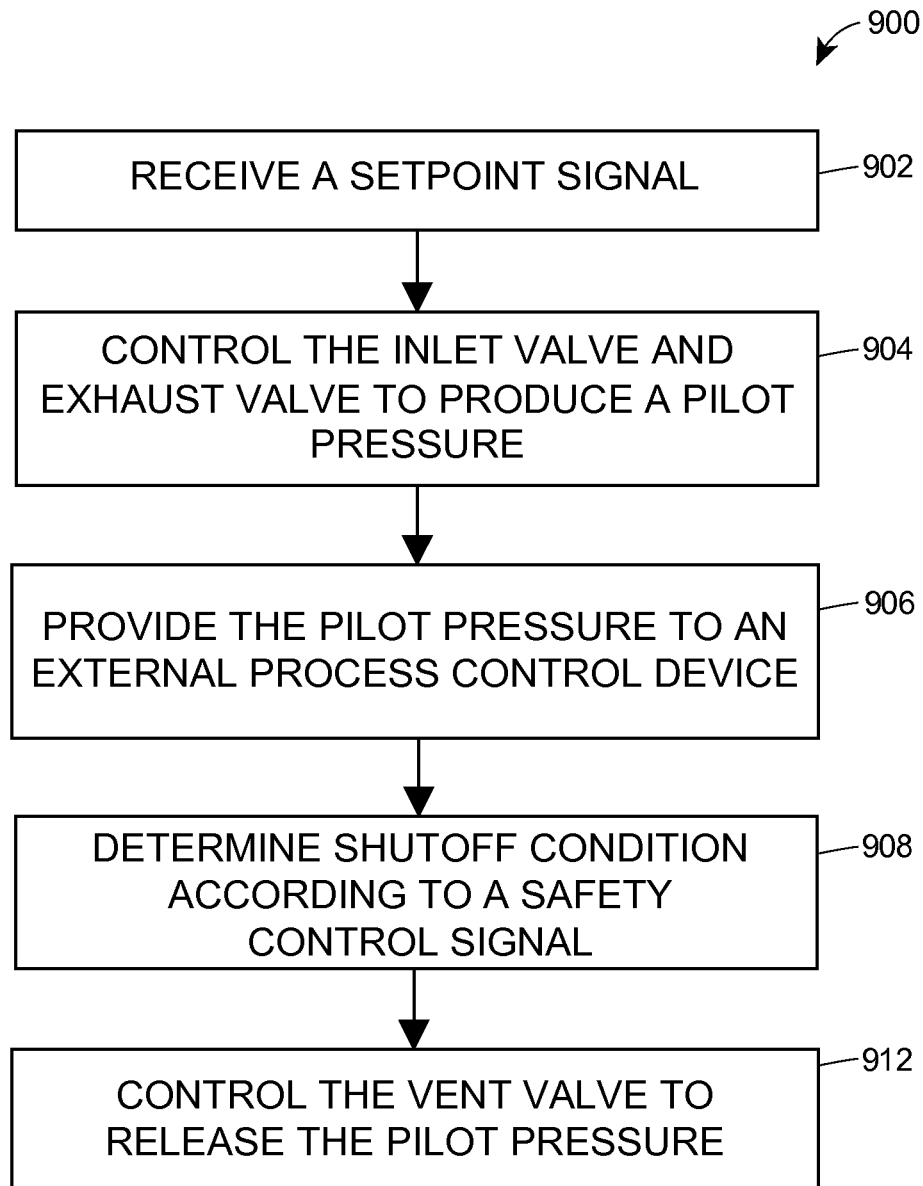 900
RECEIVE A SETPOINT SIGNAL
902
CONTROL THE INLET VALVE AND
EXHAUST VALVE TO PRODUCE A PILOT
PRESSURE
904
PROVIDE THE PILOT PRESSURE TO AN
EXTERNAL PROCESS CONTROL DEVICE
906
DETERMINE SHUTOFF CONDITION
ACCORDING TO A SAFETY
CONTROL SIGNAL
908
CONTROL THE VENT VALVE TO
RELEASE THE PILOT PRESSURE
912